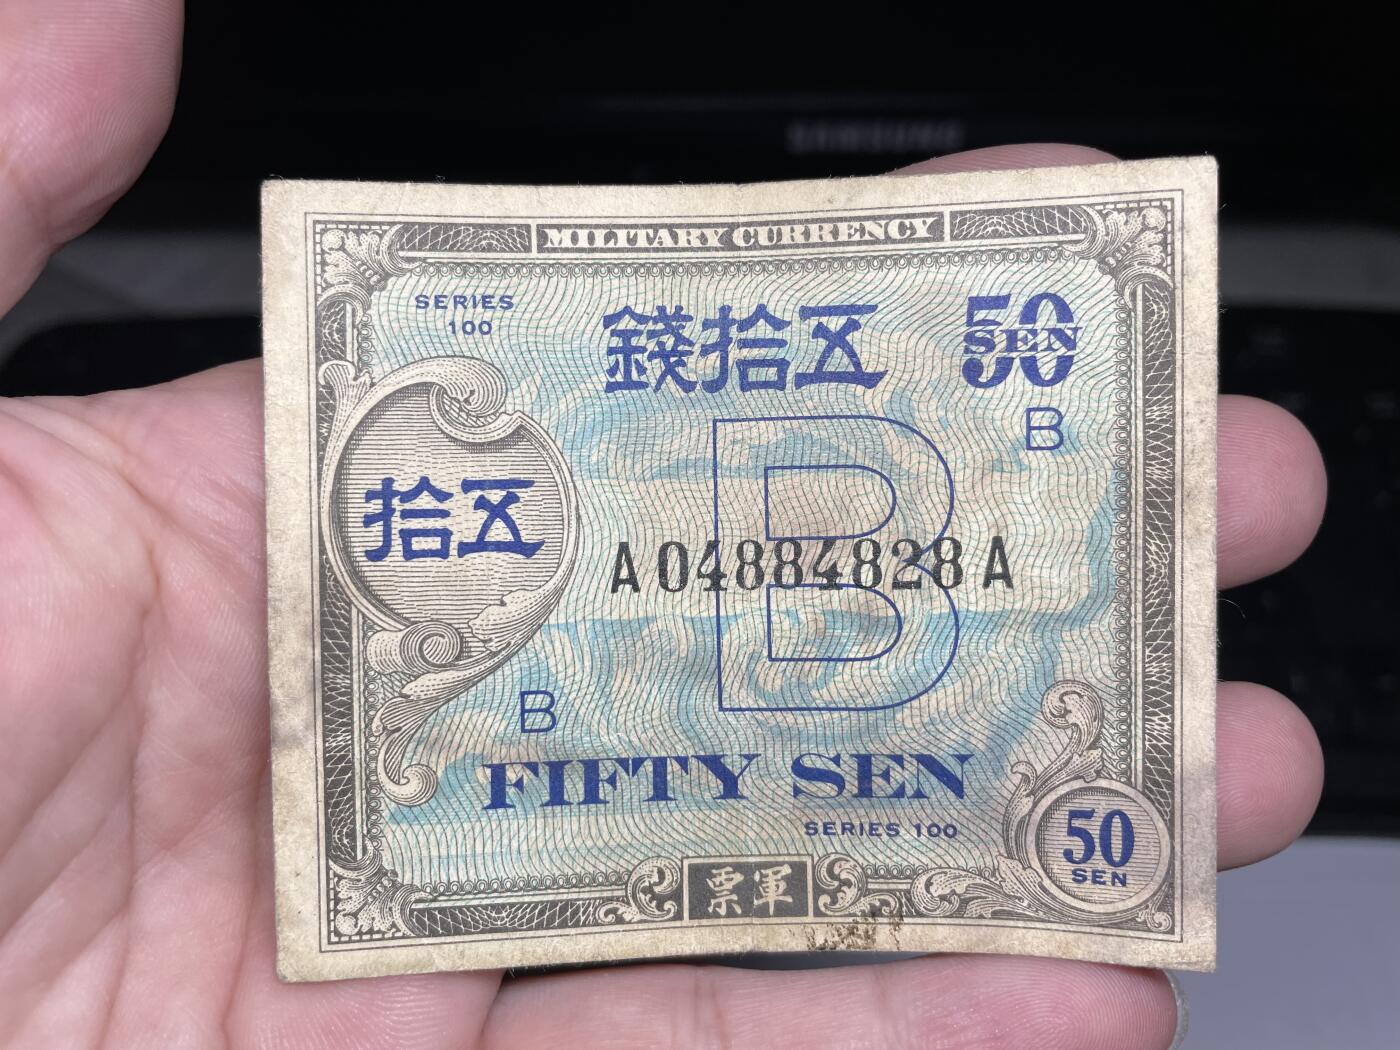 SAMSUNG
MILITARY CURRENCY
SERIES
100
錢拾五
50
SEN
B
拾五
B
A04884828A
B
FIFTY SEN
SERIES 100
50
SEN
票軍